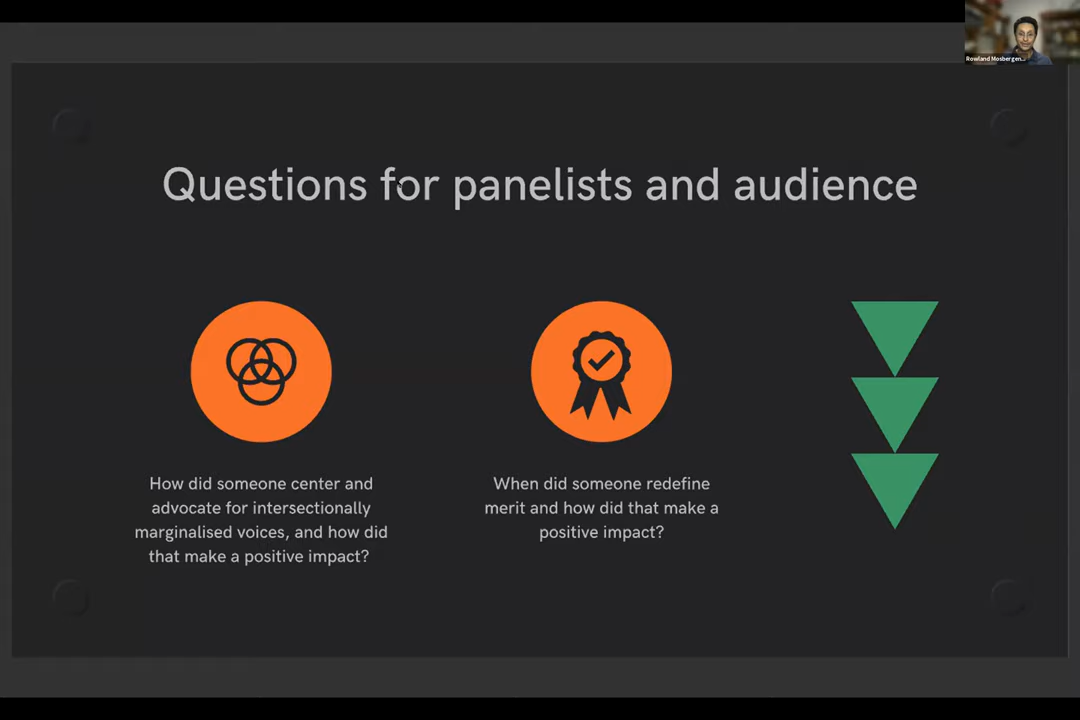 Rowland Mosbergen...
Questions for panelists and audience
How did someone center and
advocate for intersectionally
marginalised voices, and how did
that make a positive impact?
When did someone redefine
merit and how did that make a
positive impact?